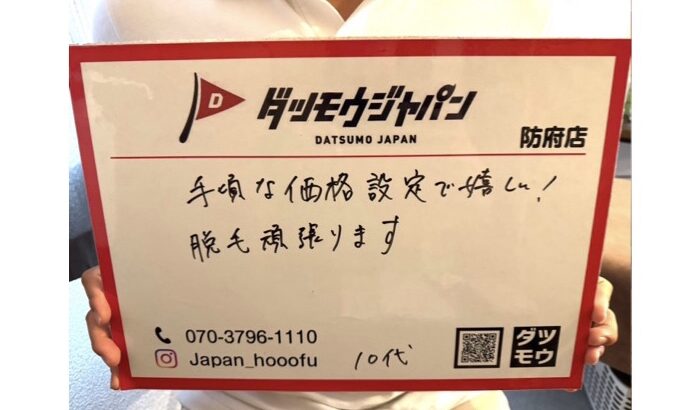 D
ダツモウジャパン
DATSUMO JAPAN
防府店
手頃な価格設定で嬉しい!
脱毛頑張ります
070-3796-1110
Japan_hooofu
10代
ダツ
モウ